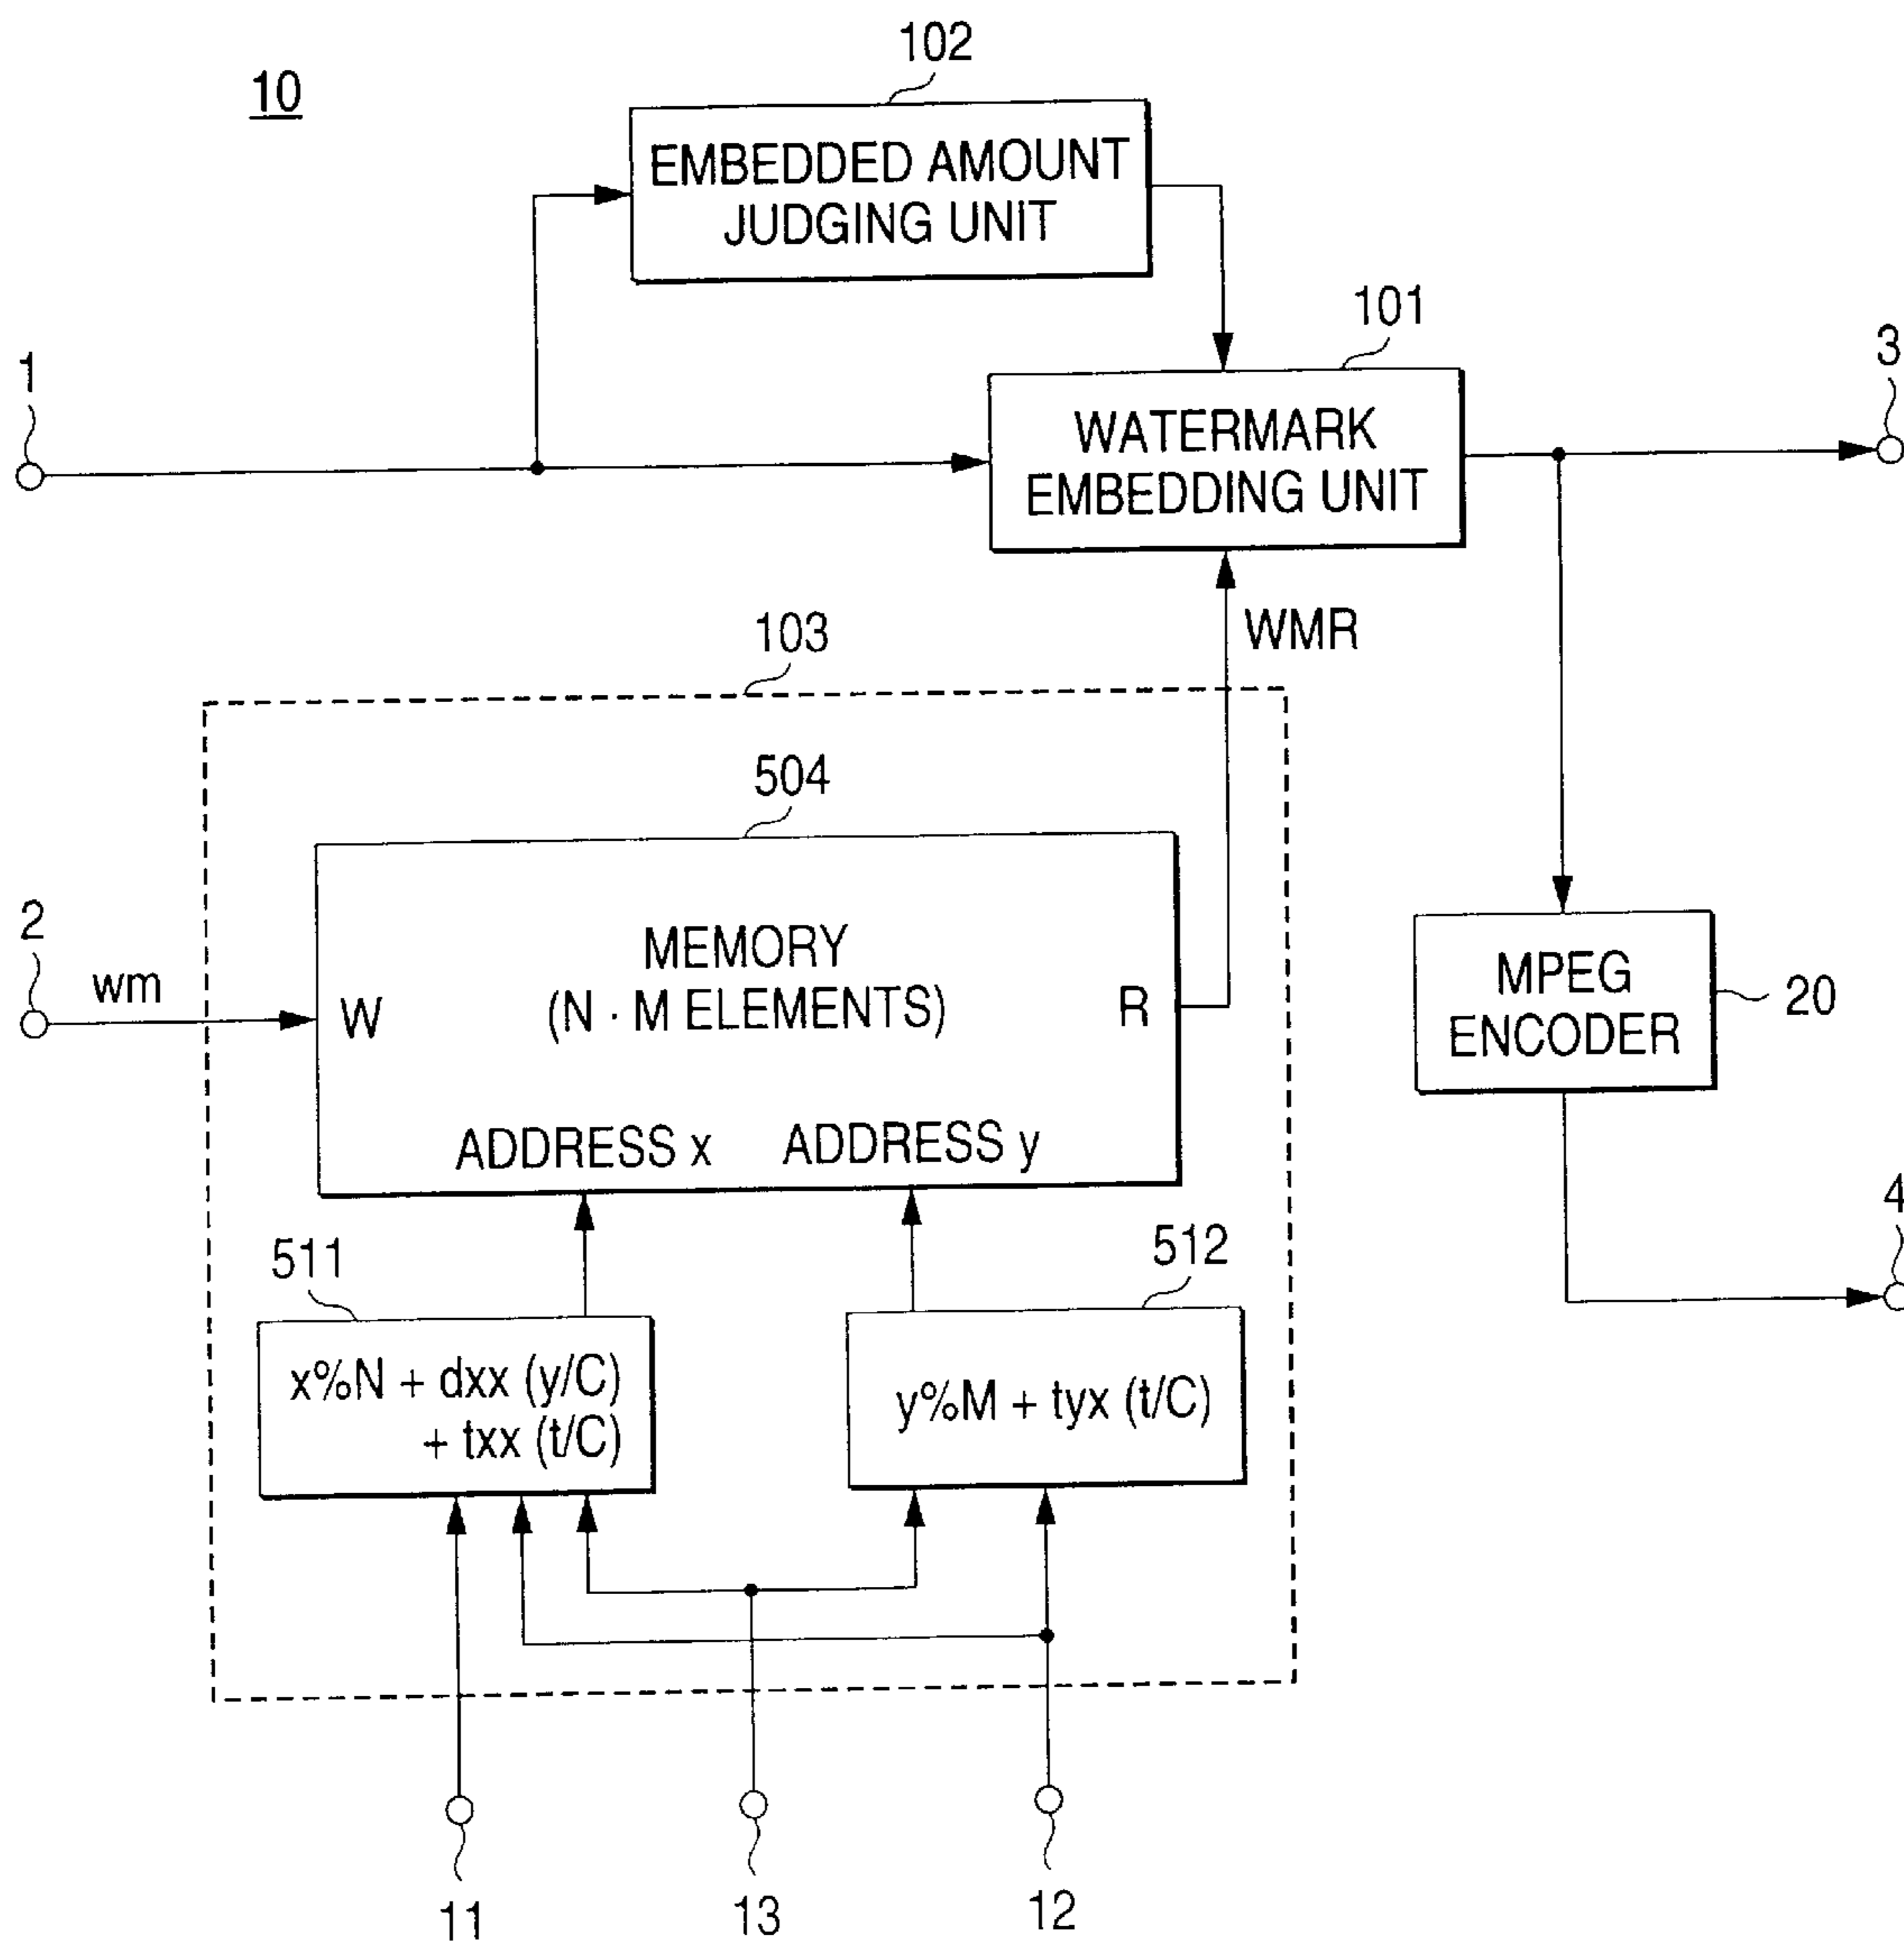 10
102
EMBEDDED AMOUNT
JUDGING UNIT
101
1
3
WATERMARK
EMBEDDING UNIT
WMR
103
504
2
wm
W
MEMORY
(N · M ELEMENTS)
R
ADDRESS x
ADDRESS y
MPEG
ENCODER
20
4
511
512
x%N + dxx (y/C)
+ txx (t/C)
y%M + tyx (t/C)
11
13
12